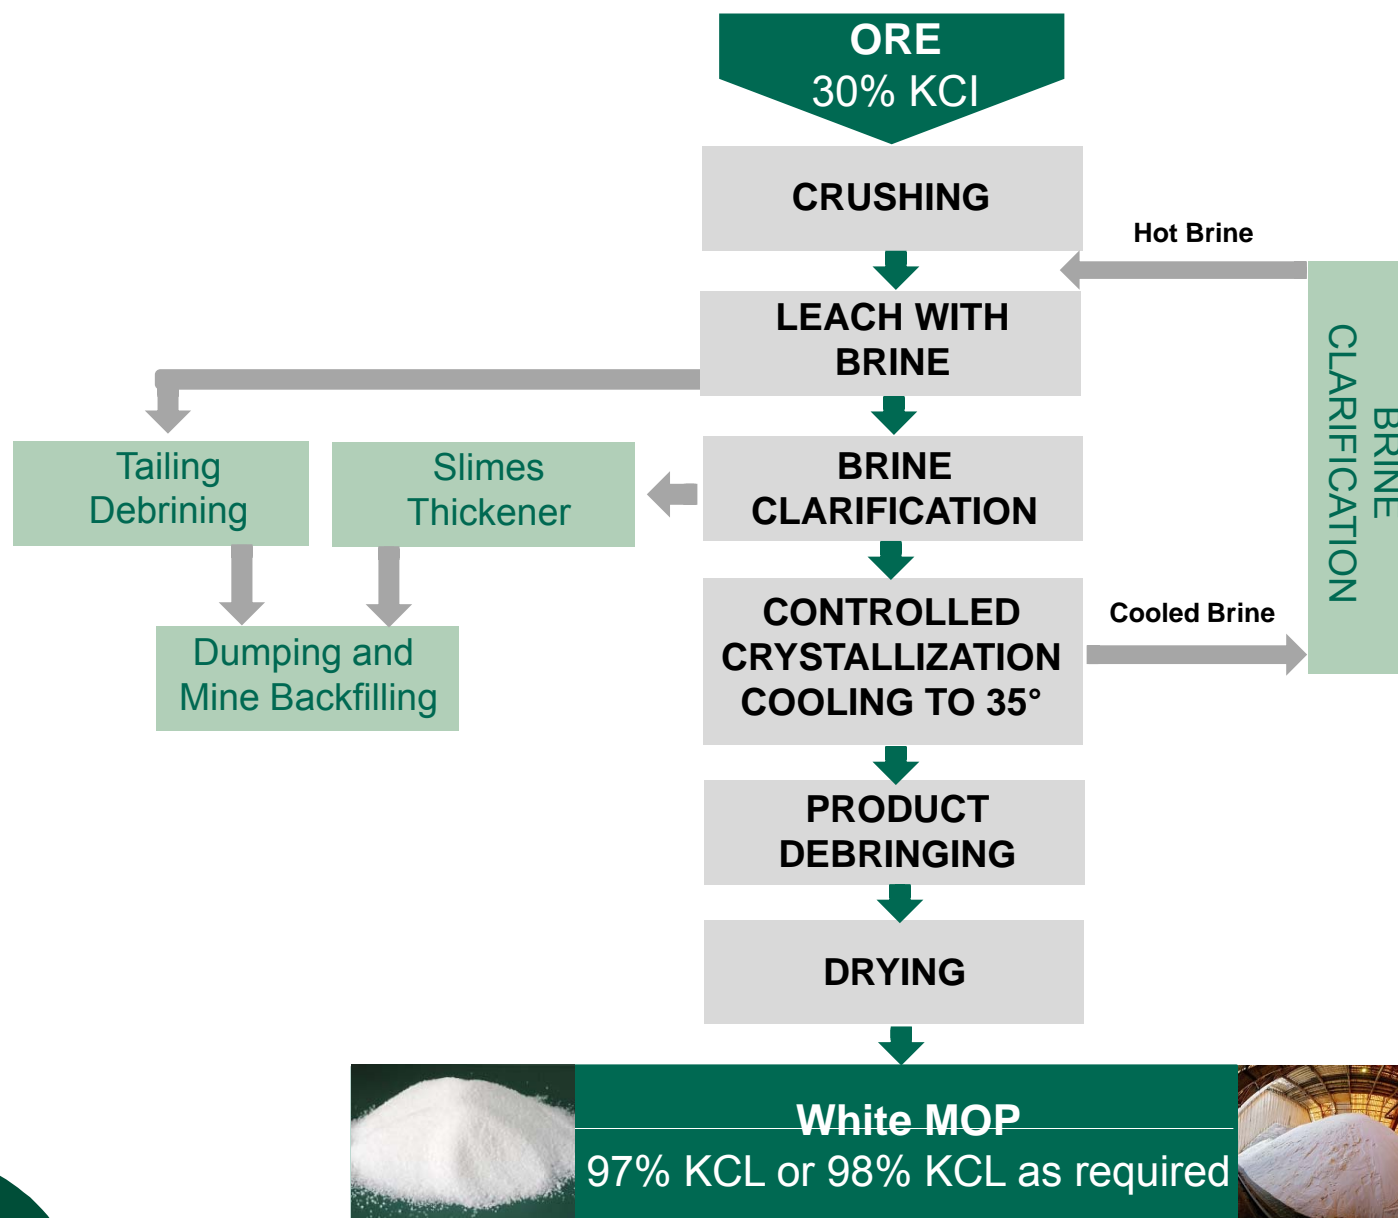 ORE
30% KCl
CRUSHING
Hot Brine
LEACH WITH
BRINE
BRINE
CLARIFICATION
Tailing
Debrining
Slimes
Thickener
BRINE
CLARIFICATION
CONTROLLED
CRYSTALLIZATION
COOLING TO 35°
Cooled Brine
Dumping and
Mine Backfilling
PRODUCT
DEBRINGING
DRYING
White MOP
97% KCL or 98% KCL as required